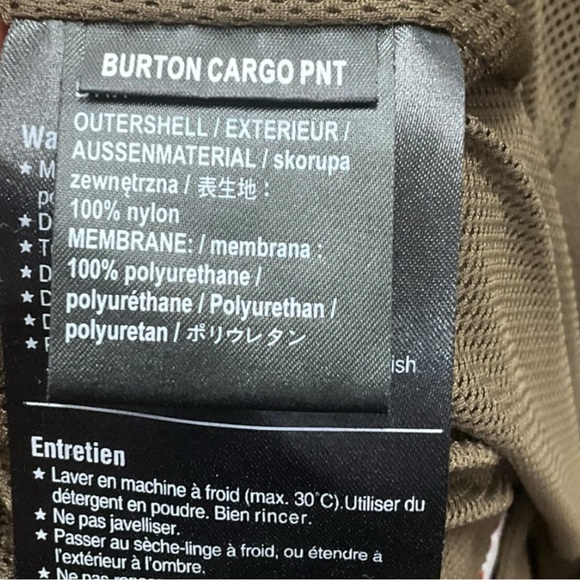 BURTON CARGO PNT
OUTERSHELL / EXTERIEUR /
AUSSENMATERIAL / skorupa
zewnętrzna / 表生地 :
100% nylon
MEMBRANE: / membrana :
100% polyurethane /
polyuréthane / Polyurethan /
polyuretan / ポリウレタン
Entretien
★ Laver en machine à froid (max. 30°C).Utiliser du
détergent en poudre. Bien rincer.
★ Ne pas javelliser.
★ Passer au sèche-linge à froid, ou étendre à
l'extérieur à l'ombre.
★ Ne pas